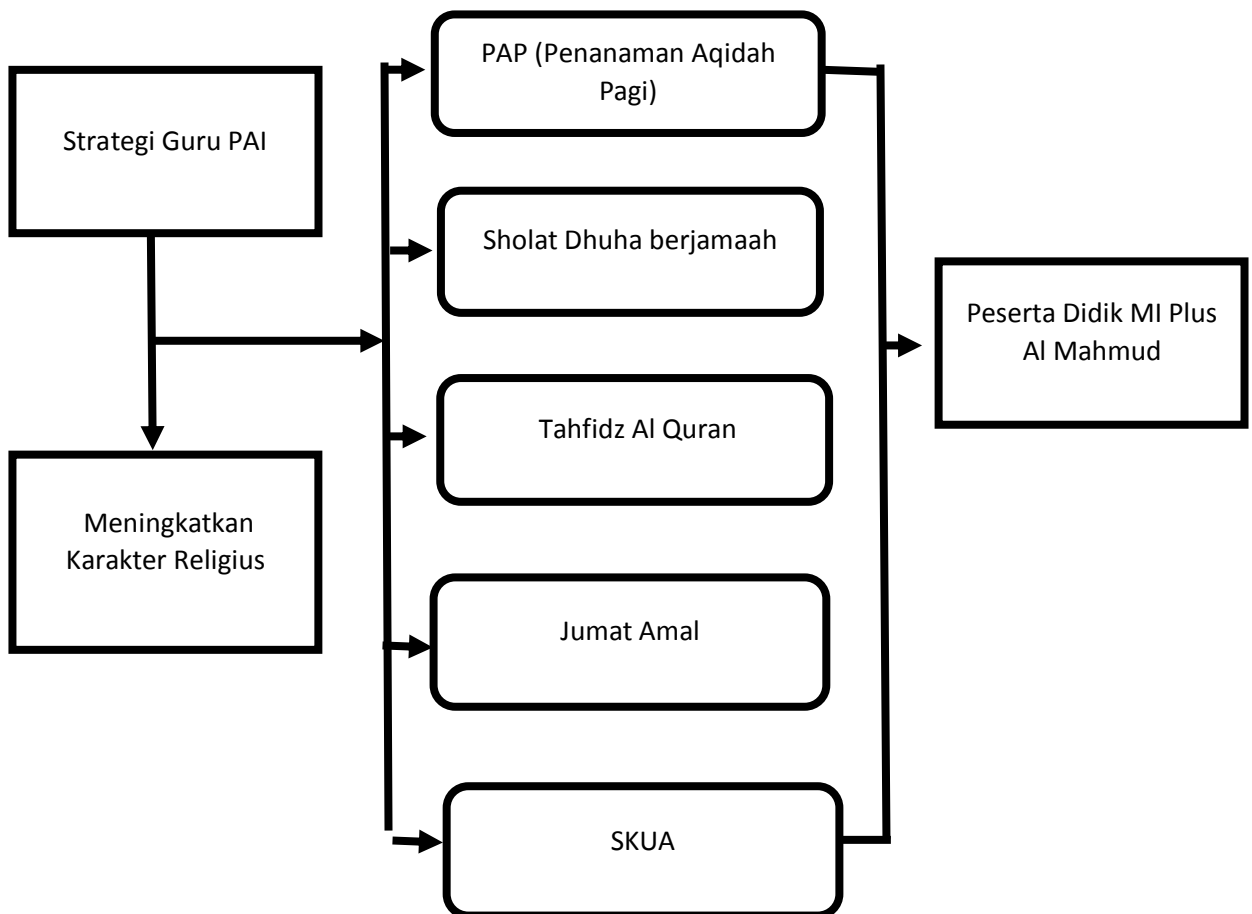 Strategi Guru PAI
Meningkatkan
Karakter Religius
PAP (Penanaman Aqidah
Pagi)
Sholat Dhuha berjamaah
Tahfidz Al Quran
Jumat Amal
SKUA
Peserta Didik MI Plus
Al Mahmud